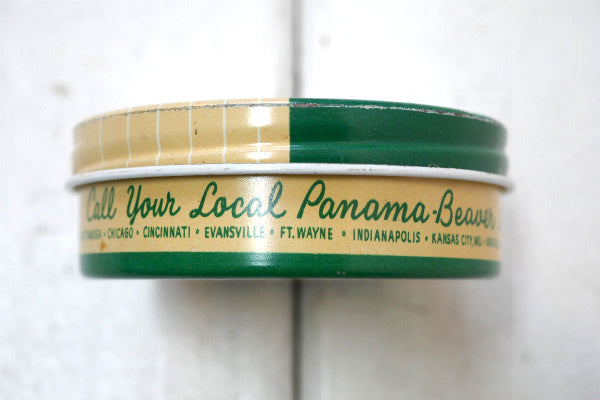 Call Your Local Panama-Beaver
CHICAGO • CINCINNATI • EVANSVILLE • FT. WAYNE • INDIANAPOLIS • KANSAS CITY, MO. •